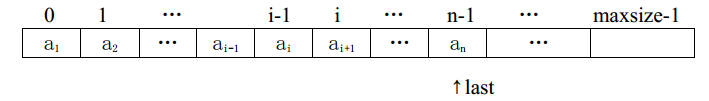 0 1 … i-1 i … n-1 … maxsize-1
a₁ a₂ … aᵢ₋₁ aᵢ aᵢ₊₁ … aₙ …
↑last